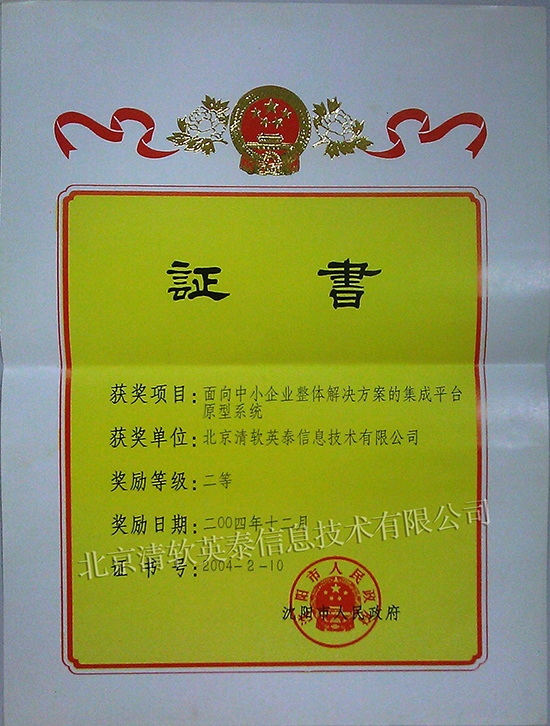 証 書
获奖项目:面向中小企业整体解决方案的集成平台
原型系统
获奖单位:北京清软英泰信息技术有限公司
奖励等级:二等
奖励日期:二〇〇四年十二月
证书号:2004-2-10
沈阳市人民政府
沈阳市人民政府
北京清软英泰信息技术有限公司